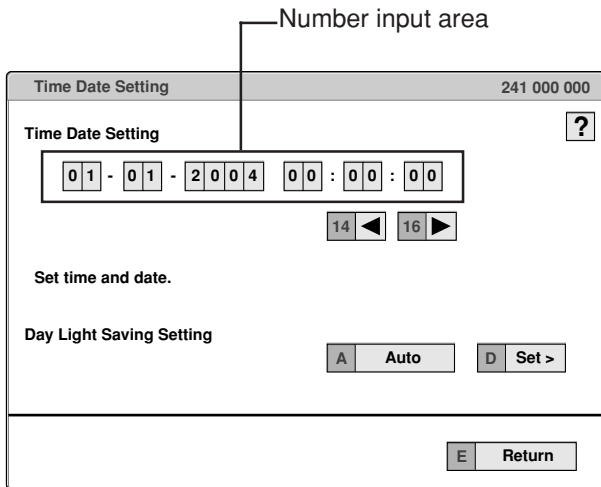 Number input area
Time Date Setting 241 000 000
Time Date Setting ?
01 - 01 - 2004 00 : 00 : 00
14 ◀ 16 ▶
Set time and date.
Day Light Saving Setting
A Auto D Set >
E Return